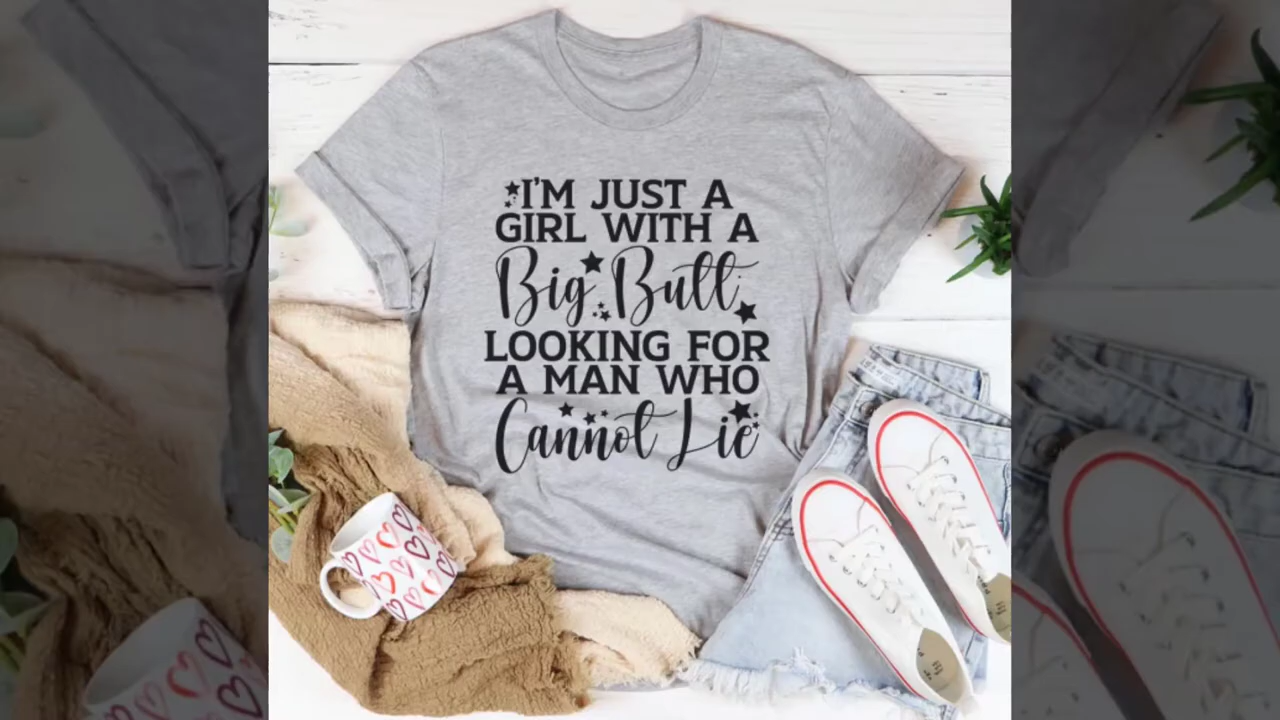 I'M JUST A
GIRL WITH A
Big Butt
LOOKING FOR
A MAN WHO
Cannot Lie